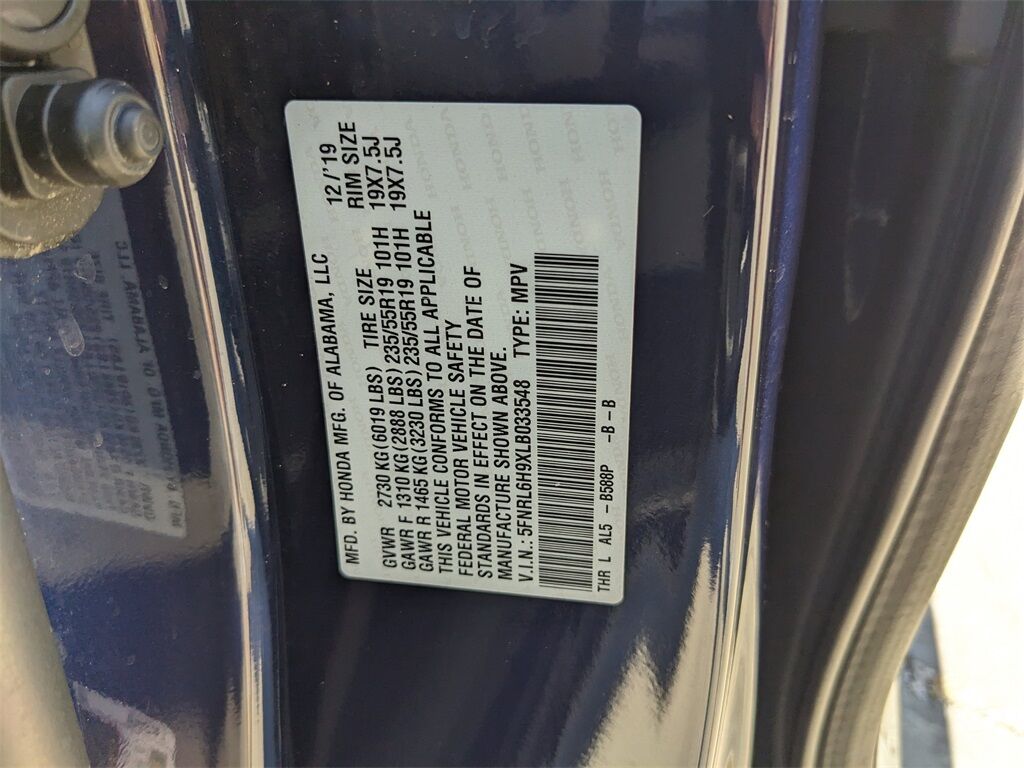 MFD. BY HONDA MFG. OF ALABAMA, LLC 12/'19
GVWR 2730 KG(6019 LBS) TIRE SIZE RIM SIZE
GAWR F 1310 KG(2888 LBS) 235/55R19 101H 19X7.5J
GAWR R 1465 KG(3230 LBS) 235/55R19 101H 19X7.5J
THIS VEHICLE CONFORMS TO ALL APPLICABLE
FEDERAL MOTOR VEHICLE SAFETY
STANDARDS IN EFFECT ON THE DATE OF
MANUFACTURE SHOWN ABOVE.
V.I.N.: 5FNRL6H9XLB033548 TYPE: MPV
THR L AL5 -B588P -B-B